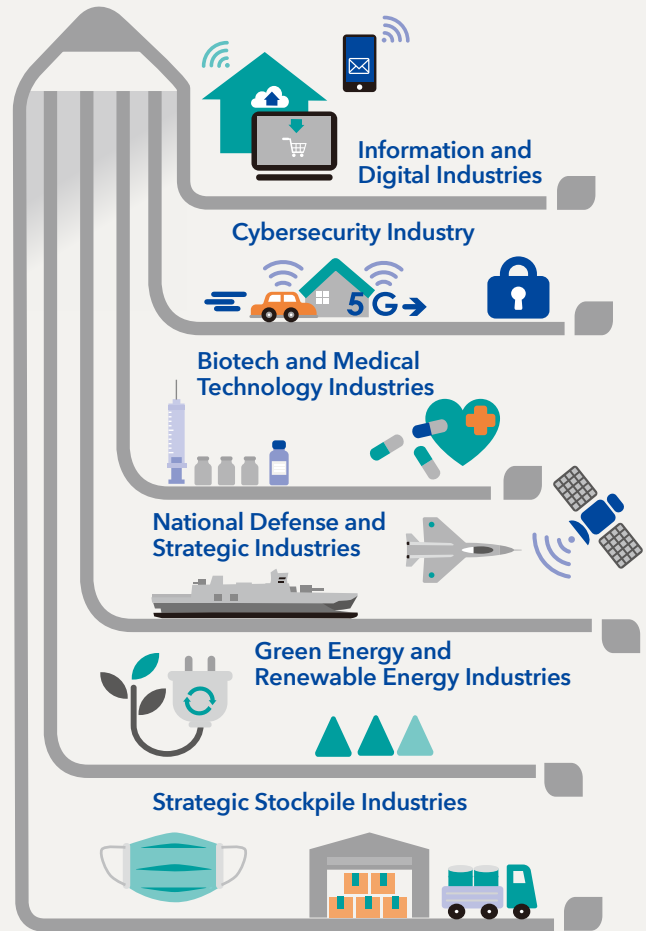 Information and
Digital Industries
Cybersecurity Industry
5G
Biotech and Medical
Technology Industries
National Defense and
Strategic Industries
Green Energy and
Renewable Energy Industries
Strategic Stockpile Industries